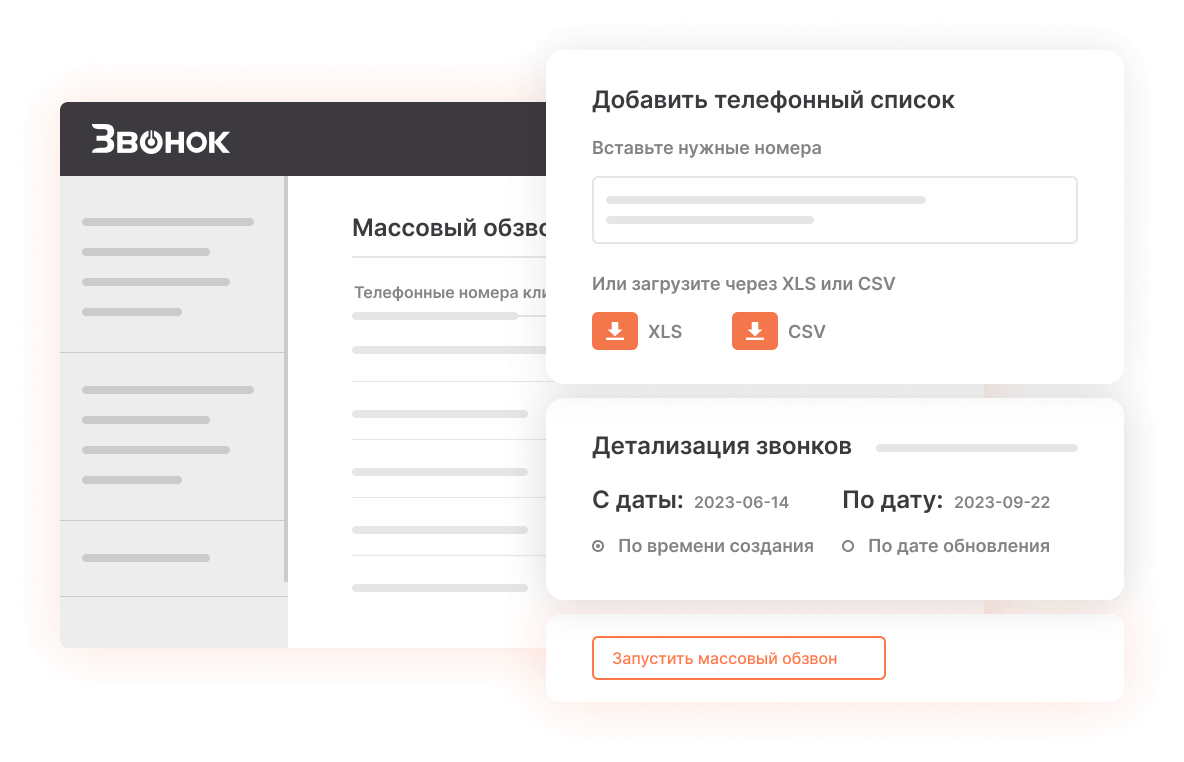 Звонок
Массовый обзво
Телефонные номера кли
Добавить телефонный список
Вставьте нужные номера
Или загрузите через XLS или CSV
XLS CSV
Детализация звонков
С даты: 2023-06-14 По дату: 2023-09-22
По времени создания По дате обновления
Запустить массовый обзвон